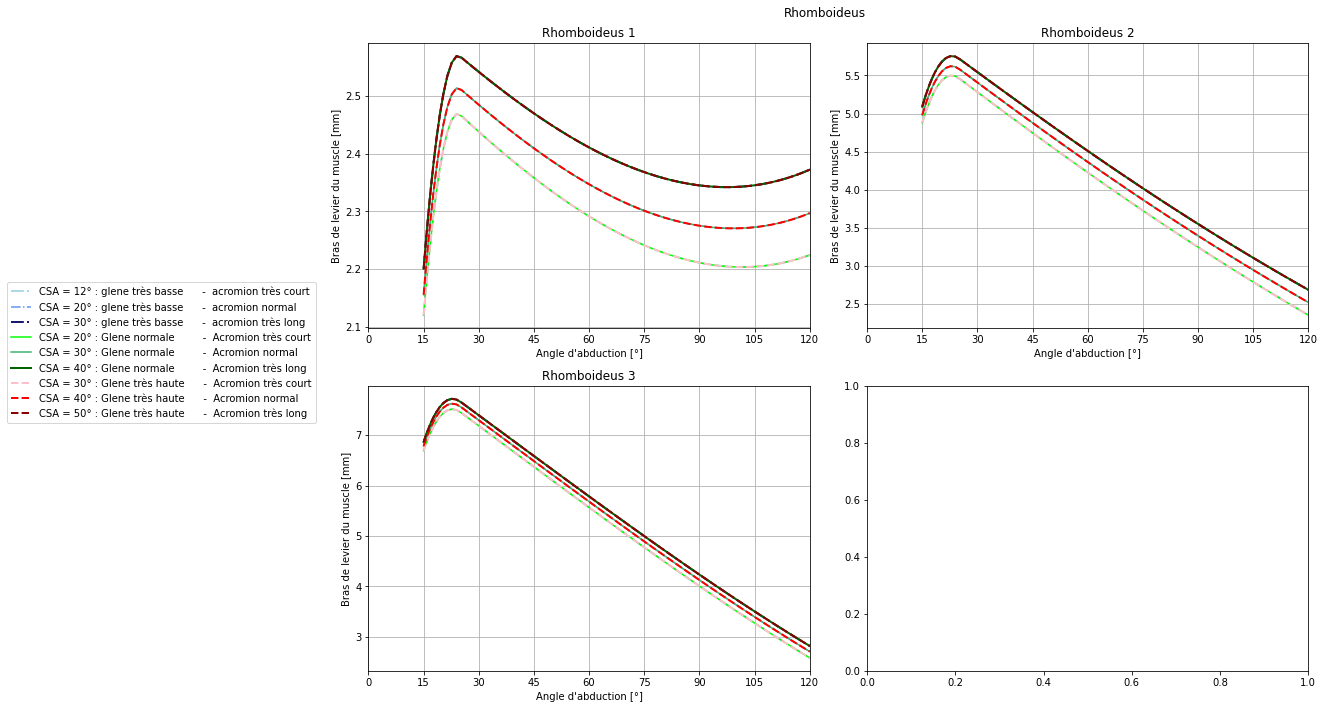 Rhomboideus
Rhomboideus 1
Bras de levier du muscle [mm]
2.5
2.4
2.3
2.2
2.1
0 15 30 45 60 75 90 105 120
Angle d'abduction [°]
Rhomboideus 2
Bras de levier du muscle [mm]
5.5
5.0
4.5
4.0
3.5
3.0
2.5
0 15 30 45 60 75 90 105 120
Angle d'abduction [°]
CSA = 12° : glene très basse - acromion très court
CSA = 20° : glene très basse - acromion normal
CSA = 30° : glene très basse - acromion très long
CSA = 20° : Glene normale - Acromion très court
CSA = 30° : Glene normale - Acromion normal
CSA = 40° : Glene normale - Acromion très long
CSA = 30° : Glene très haute - Acromion très court
CSA = 40° : Glene très haute - Acromion normal
CSA = 50° : Glene très haute - Acromion très long
Rhomboideus 3
Bras de levier du muscle [mm]
7
6
5
4
3
0 15 30 45 60 75 90 105 120
Angle d'abduction [°]
1.0
0.8
0.6
0.4
0.2
0.0
0.0 0.2 0.4 0.6 0.8 1.0